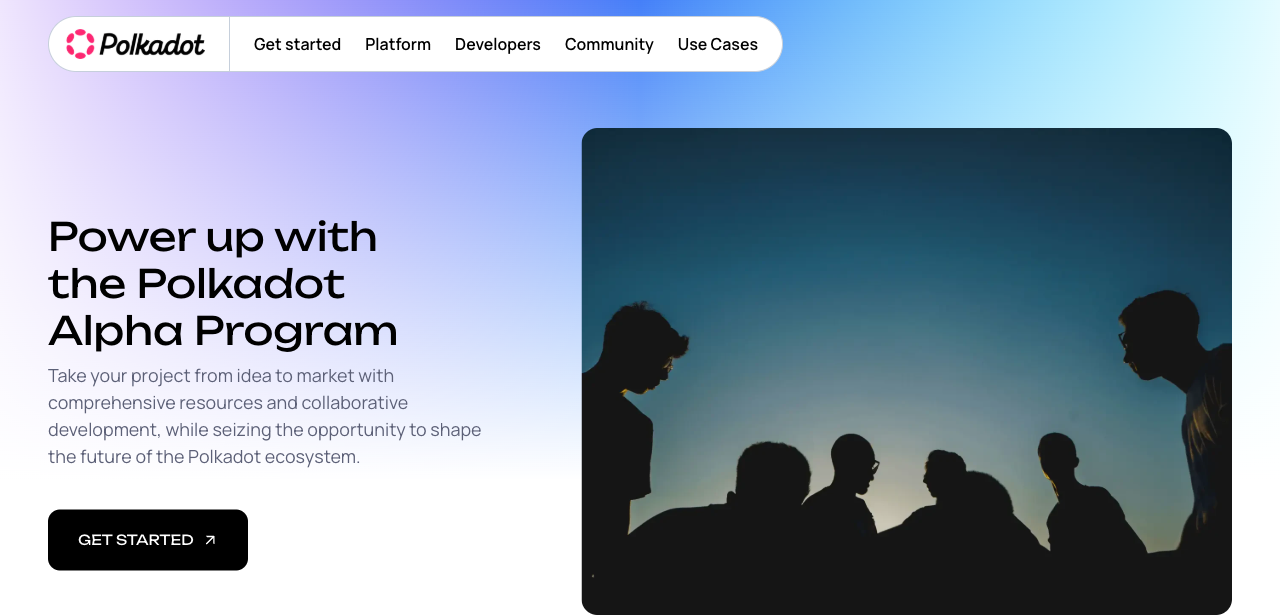 Polkadot
Get started
Platform
Developers
Community
Use Cases
Power up with
the Polkadot
Alpha Program
Take your project from idea to market with
comprehensive resources and collaborative
development, while seizing the opportunity to shape
the future of the Polkadot ecosystem.
GET STARTED